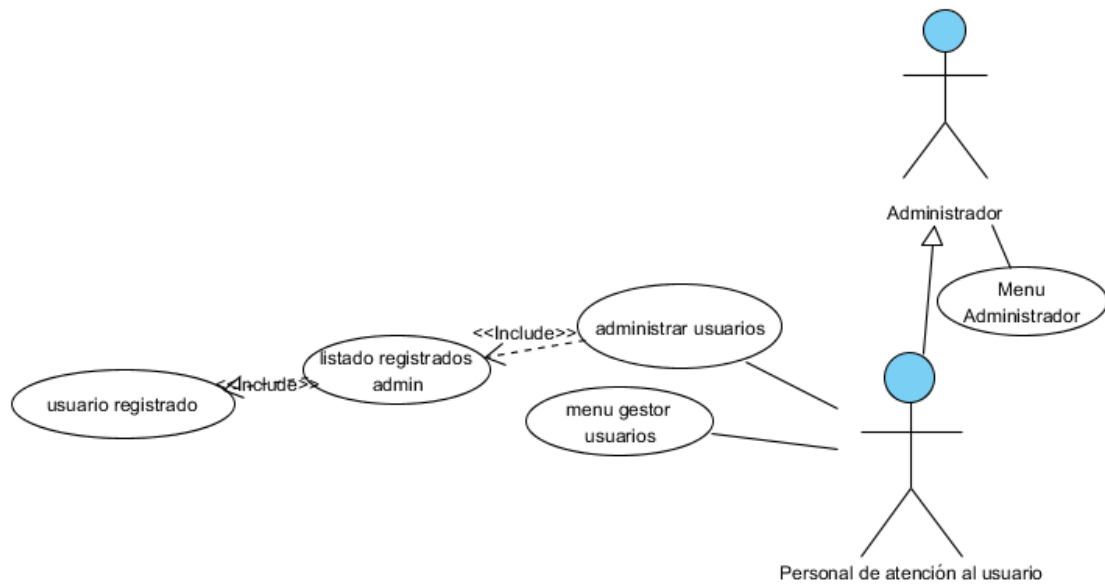 Administrador
Menu
Administrador
<<Include>>
administrar usuarios
listado registrados
admin
<<Include>>
usuario registrado
menu gestor
usuarios
Personal de atención al usuario